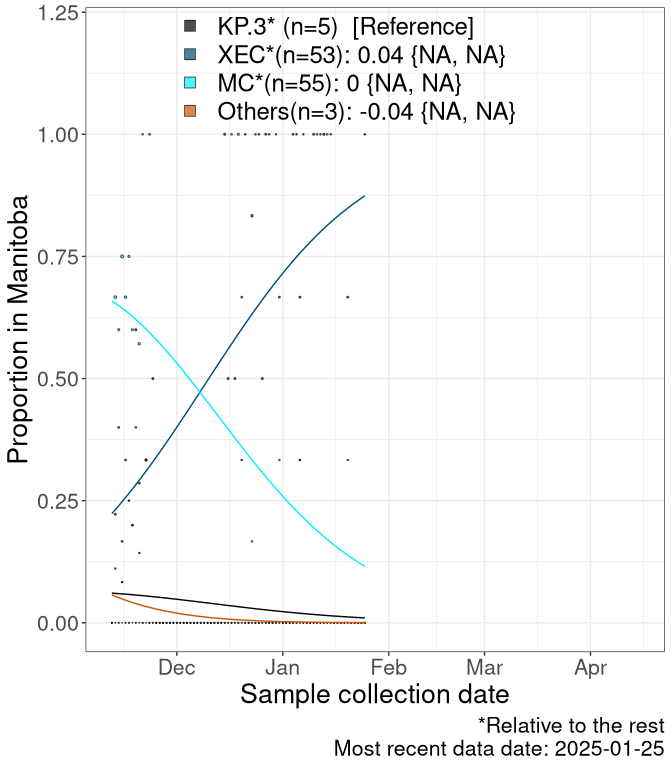 KP.3* (n=5) [Reference]
XEC*(n=53): 0.04 {NA, NA}
MC*(n=55): 0 {NA, NA}
Others(n=3): -0.04 {NA, NA}
1.25
1.00
0.75
0.50
0.25
0.00
Proportion in Manitoba
Dec Jan Feb Mar Apr
Sample collection date
*Relative to the rest
Most recent data date: 2025-01-25